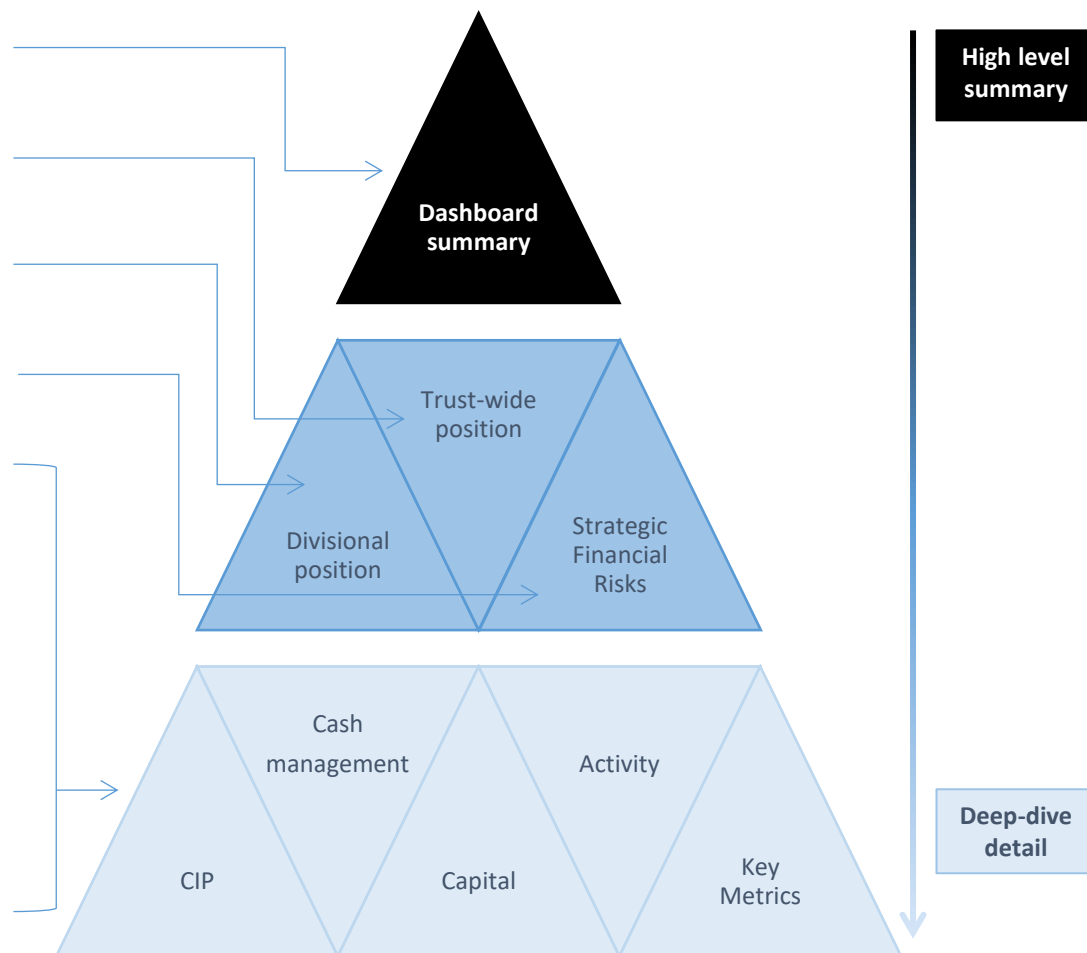 High level
summary
Dashboard
summary
Trust-wide
position
Divisional
position
Strategic
Financial
Risks
Cash
management
Activity
CIP
Capital
Key
Metrics
Deep-dive
detail